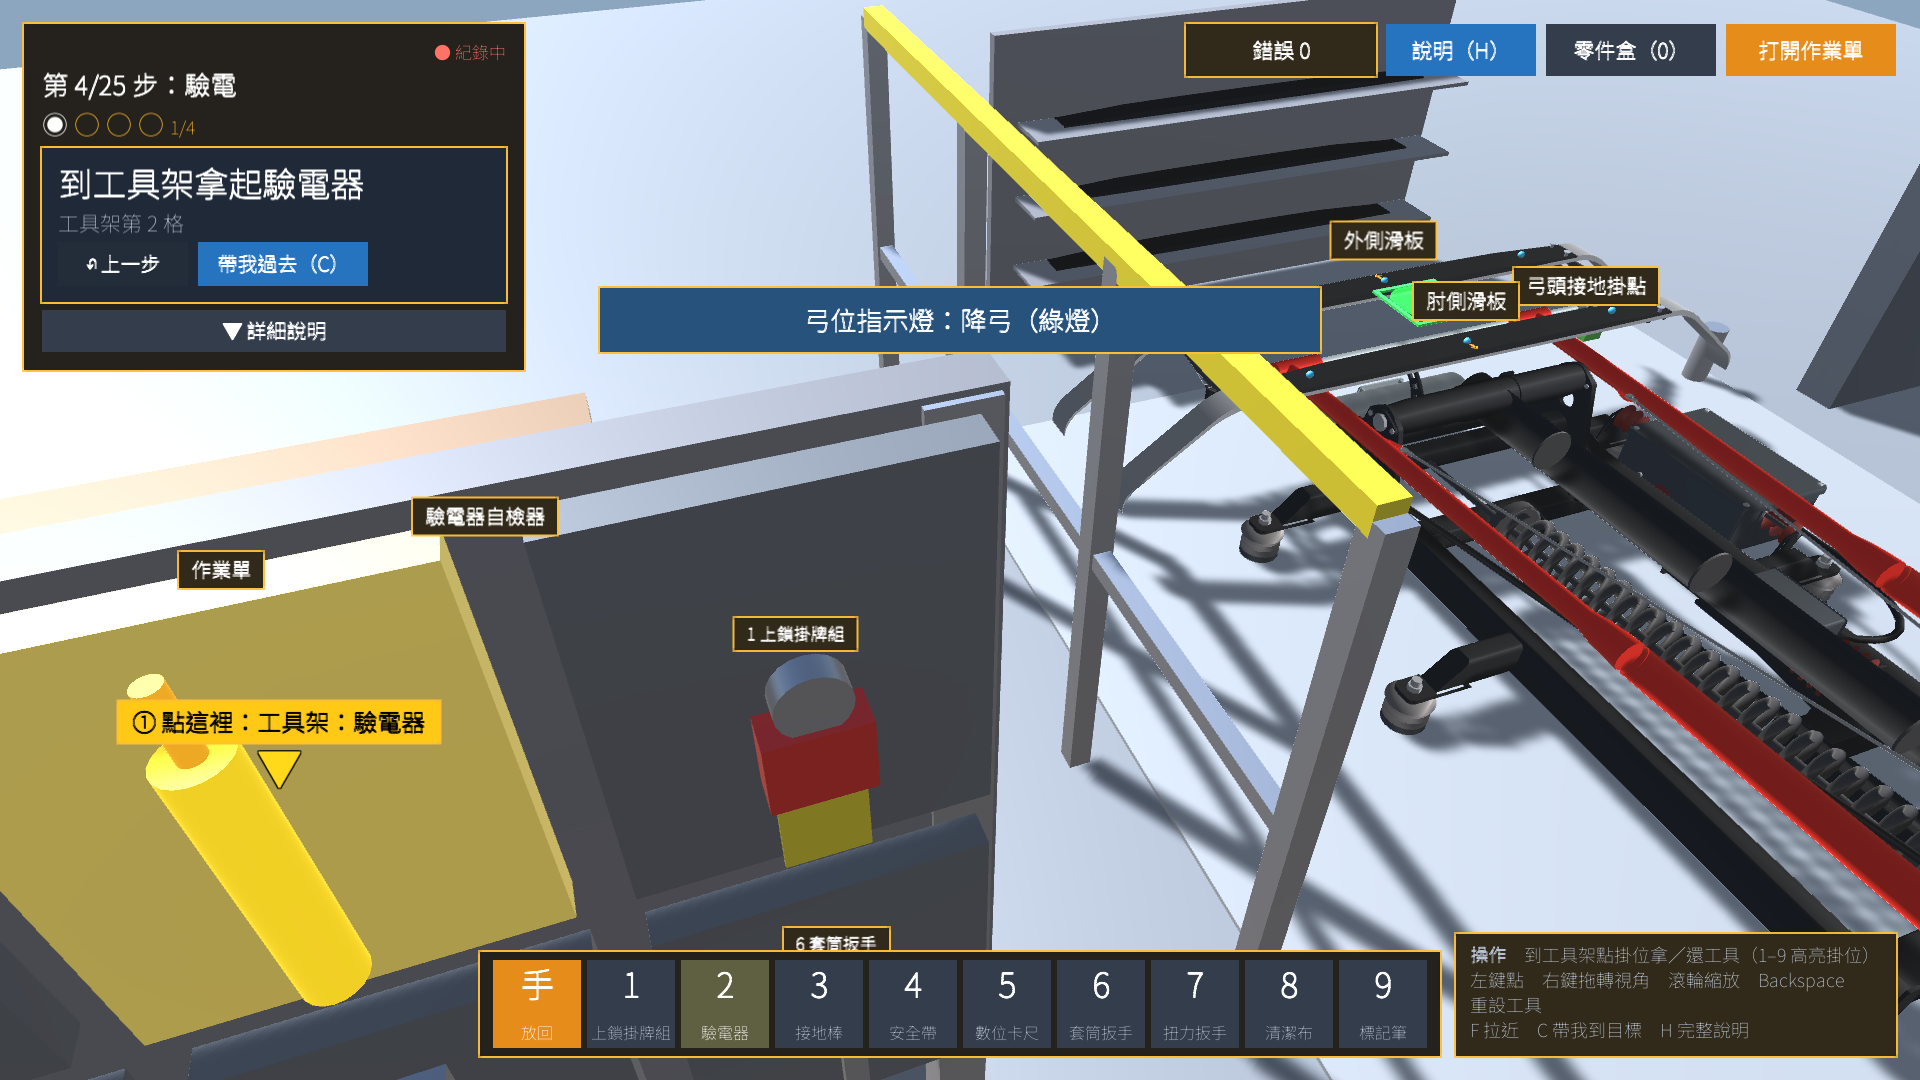 紀錄中
第 4/25 步：驗電
1/4
到工具架拿起驗電器
工具架第 2 格
↶上一步
帶我過去（C）
▼詳細說明
錯誤 0
說明（H）
零件盒（0）
打開作業單
弓位指示燈：降弓（綠燈）
外側滑板
弓頭接地掛點
肘側滑板
驗電器自檢器
作業單
1 上鎖掛牌組
① 點這裡：工具架：驗電器
6 套筒扳手
手
放回
1
上鎖掛牌組
2
驗電器
3
接地棒
4
安全帶
5
數位卡尺
6
套筒扳手
7
扭力扳手
8
清潔布
9
標記筆
操作 到工具架點掛位拿／還工具（1–9 高亮掛位）
左鍵點 右鍵拖轉視角 滾輪縮放 Backspace
重設工具
F 拉近 C 帶我到目標 H 完整說明